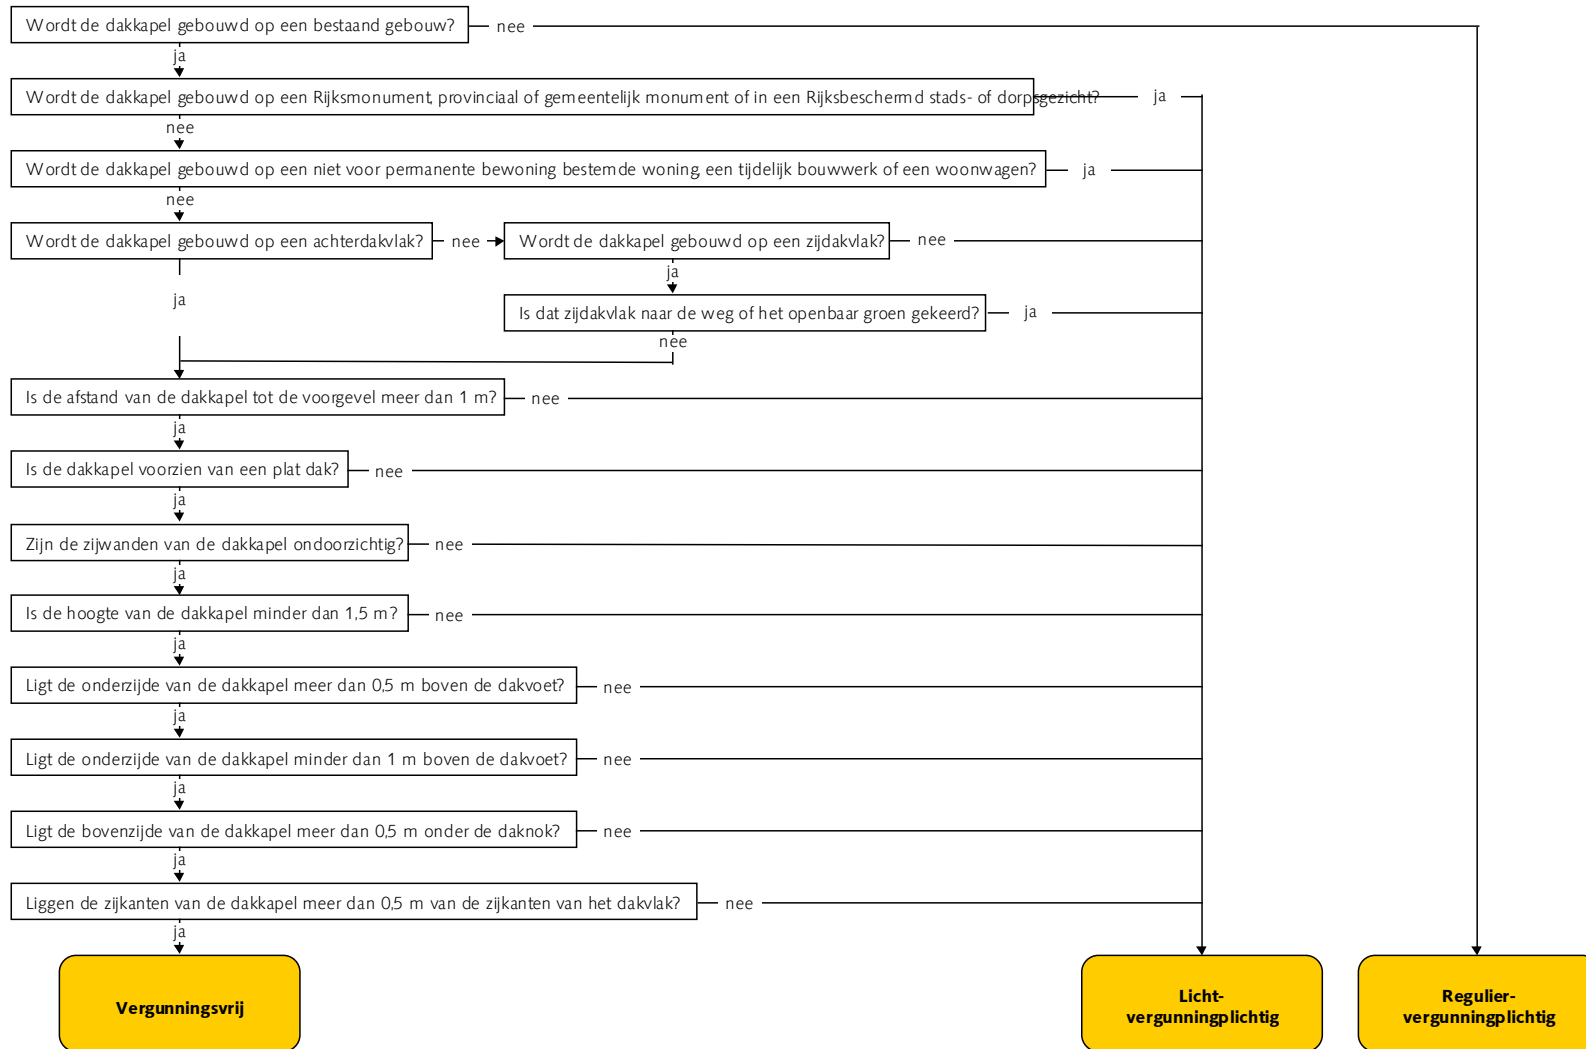 Wordt de dakkapel gebouwd op een bestaand gebouw?
nee
ja
Wordt de dakkapel gebouwd op een Rijksmonument, provinciaal of gemeentelijk monument of in een Rijksbeschermd stads- of dorpsgezicht?
ja
nee
Wordt de dakkapel gebouwd op een niet voor permanente bewoning bestemde woning, een tijdelijk bouwwerk of een woonwagen?
ja
nee
Wordt de dakkapel gebouwd op een achterdakvlak?
nee
Wordt de dakkapel gebouwd op een zijdakvlak?
nee
ja
ja
Is dat zijdakvlak naar de weg of het openbaar groen gekeerd?
ja
nee
Is de afstand van de dakkapel tot de voorgevel meer dan 1 m?
nee
ja
Is de dakkapel voorzien van een plat dak?
nee
ja
Zijn de zijwanden van de dakkapel ondoorzichtig?
nee
ja
Is de hoogte van de dakkapel minder dan 1,5 m?
nee
ja
Ligt de onderzijde van de dakkapel meer dan 0,5 m boven de dakvoet?
nee
ja
Ligt de onderzijde van de dakkapel minder dan 1 m boven de dakvoet?
nee
ja
Ligt de bovenzijde van de dakkapel meer dan 0,5 m onder de daknok?
nee
ja
Liggen de zijkanten van de dakkapel meer dan 0,5 m van de zijkanten van het dakvlak?
nee
ja
Vergunningsvrij
Licht-
vergunningplichtig
Regulier-
vergunningplichtig